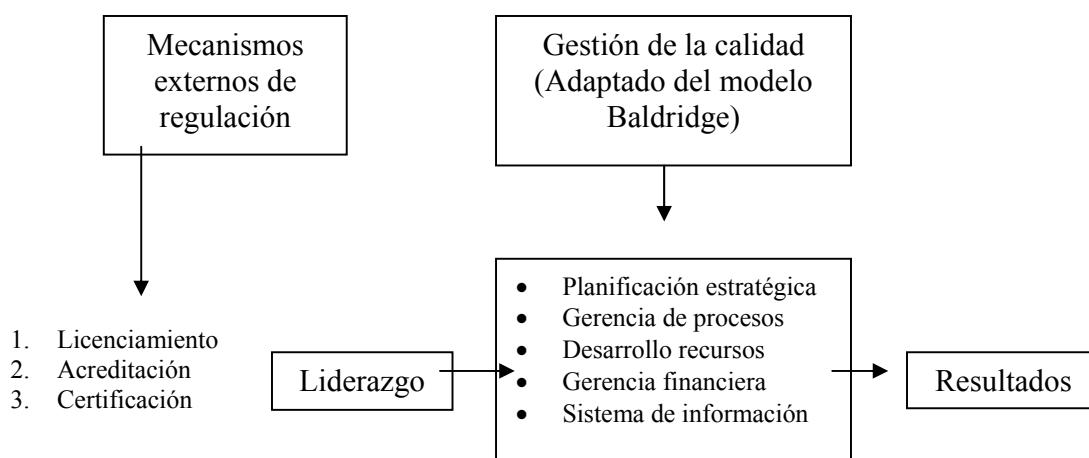 Mecanismos
externos de
regulación
Gestión de la calidad
(Adaptado del modelo
Baldridge)
1. Licenciamiento
2. Acreditación
3. Certificación
Liderazgo
• Planificación estratégica
• Gerencia de procesos
• Desarrollo recursos
• Gerencia financiera
• Sistema de información
Resultados